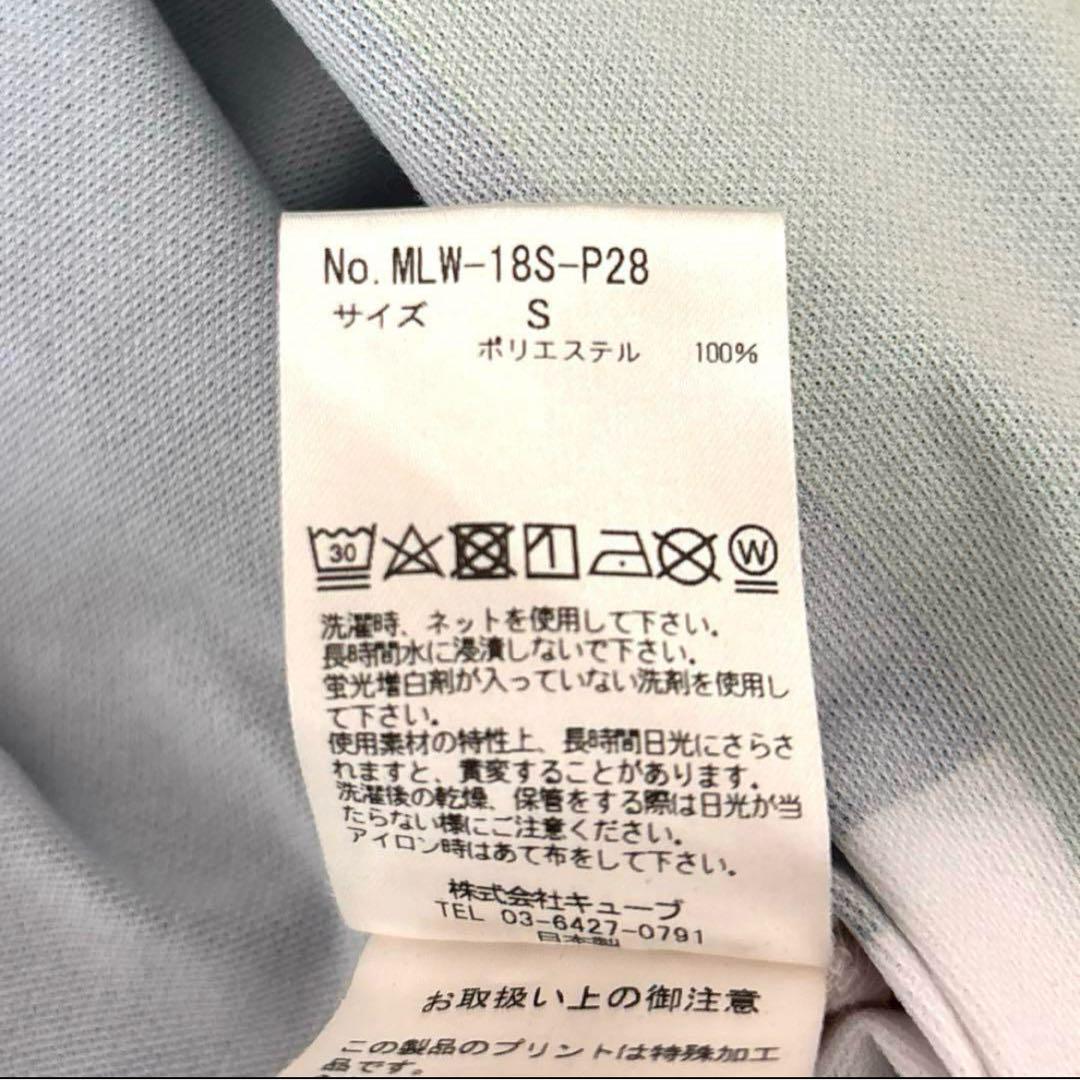 No. MLW-18S-P28
サイズ S
ポリエステル 100%
30
W
洗濯時、ネットを使用して下さい。
長時間水に浸漬しないで下さい。
蛍光増白剤が入っていない洗剤を使用し
て下さい。
使用素材の特性上、長時間日光にさらさ
れますと、黄変することがあります。
洗濯後の乾燥、保管をする際は日光が当
たらない様にご注意ください。
アイロン時はあて布をして下さい。
株式会社キューブ
TEL 03-6427-0791
日本製
お取扱い上の御注意
この製品のプリントは特殊加工
品です。